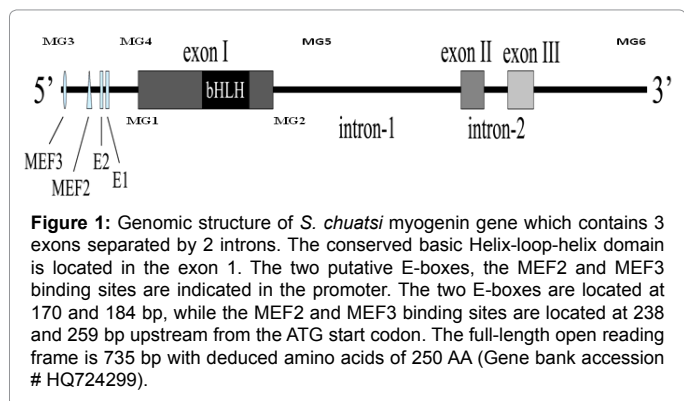 MG3 MG4 MG5 MG6
exon I exon II exon III
5’ bHLH 3’
MG1 MG2
intron-1 intron-2
MEF3 MEF2 E2 E1
Figure 1: Genomic structure of S. chuatsi myogenin gene which contains 3
exons separated by 2 introns. The conserved basic Helix-loop-helix domain
is located in the exon 1. The two putative E-boxes, the MEF2 and MEF3
binding sites are indicated in the promoter. The two E-boxes are located at
170 and 184 bp, while the MEF2 and MEF3 binding sites are located at 238
and 259 bp upstream from the ATG start codon. The full-length open reading
frame is 735 bp with deduced amino acids of 250 AA (Gene bank accession
# HQ724299).